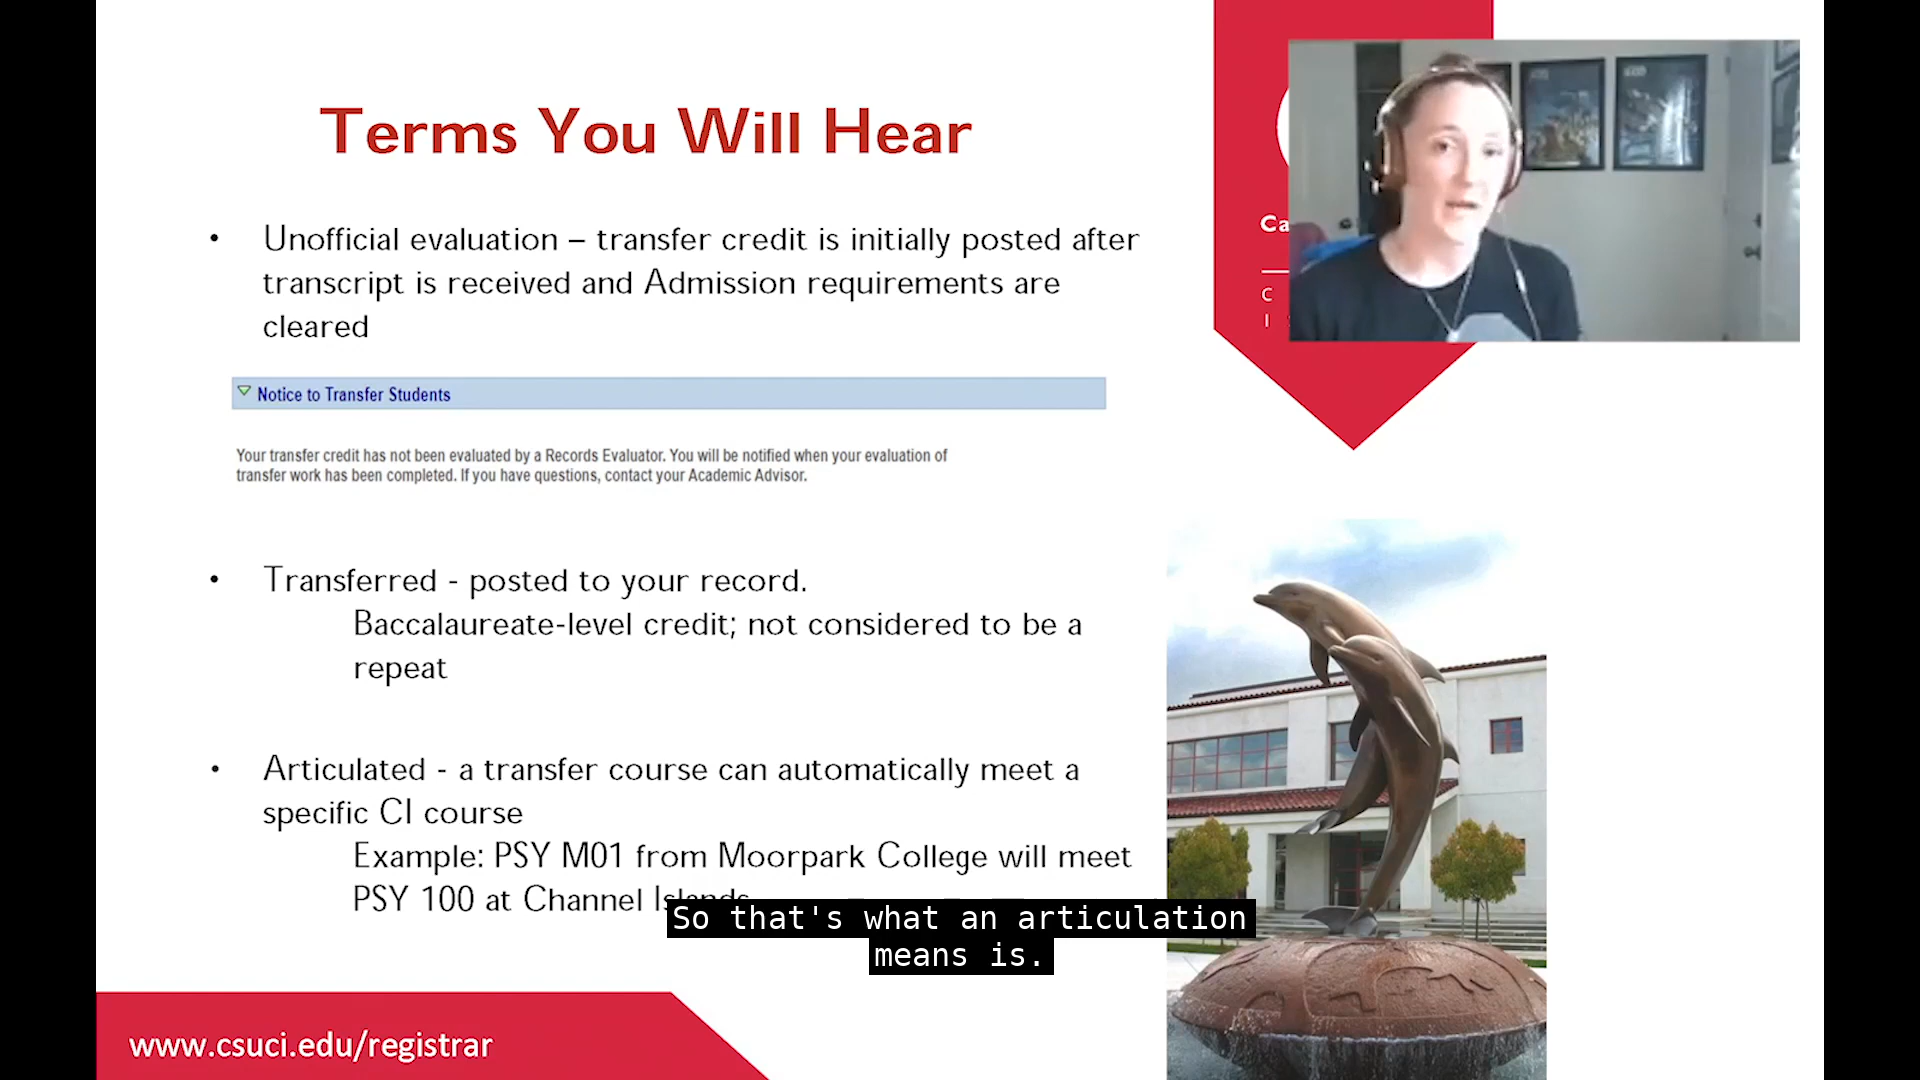 Terms You Will Hear
• Unofficial evaluation – transfer credit is initially posted after
transcript is received and Admission requirements are
cleared
Notice to Transfer Students
Your transfer credit has not been evaluated by a Records Evaluator. You will be notified when your evaluation of
transfer work has been completed. If you have questions, contact your Academic Advisor.
• Transferred - posted to your record.
Baccalaureate-level credit; not considered to be a
repeat
• Articulated - a transfer course can automatically meet a
specific CI course
Example: PSY M01 from Moorpark College will meet
PSY 100 at Channel Islands
So that's what an articulation
means is.
www.csuci.edu/registrar
Ca
C
I